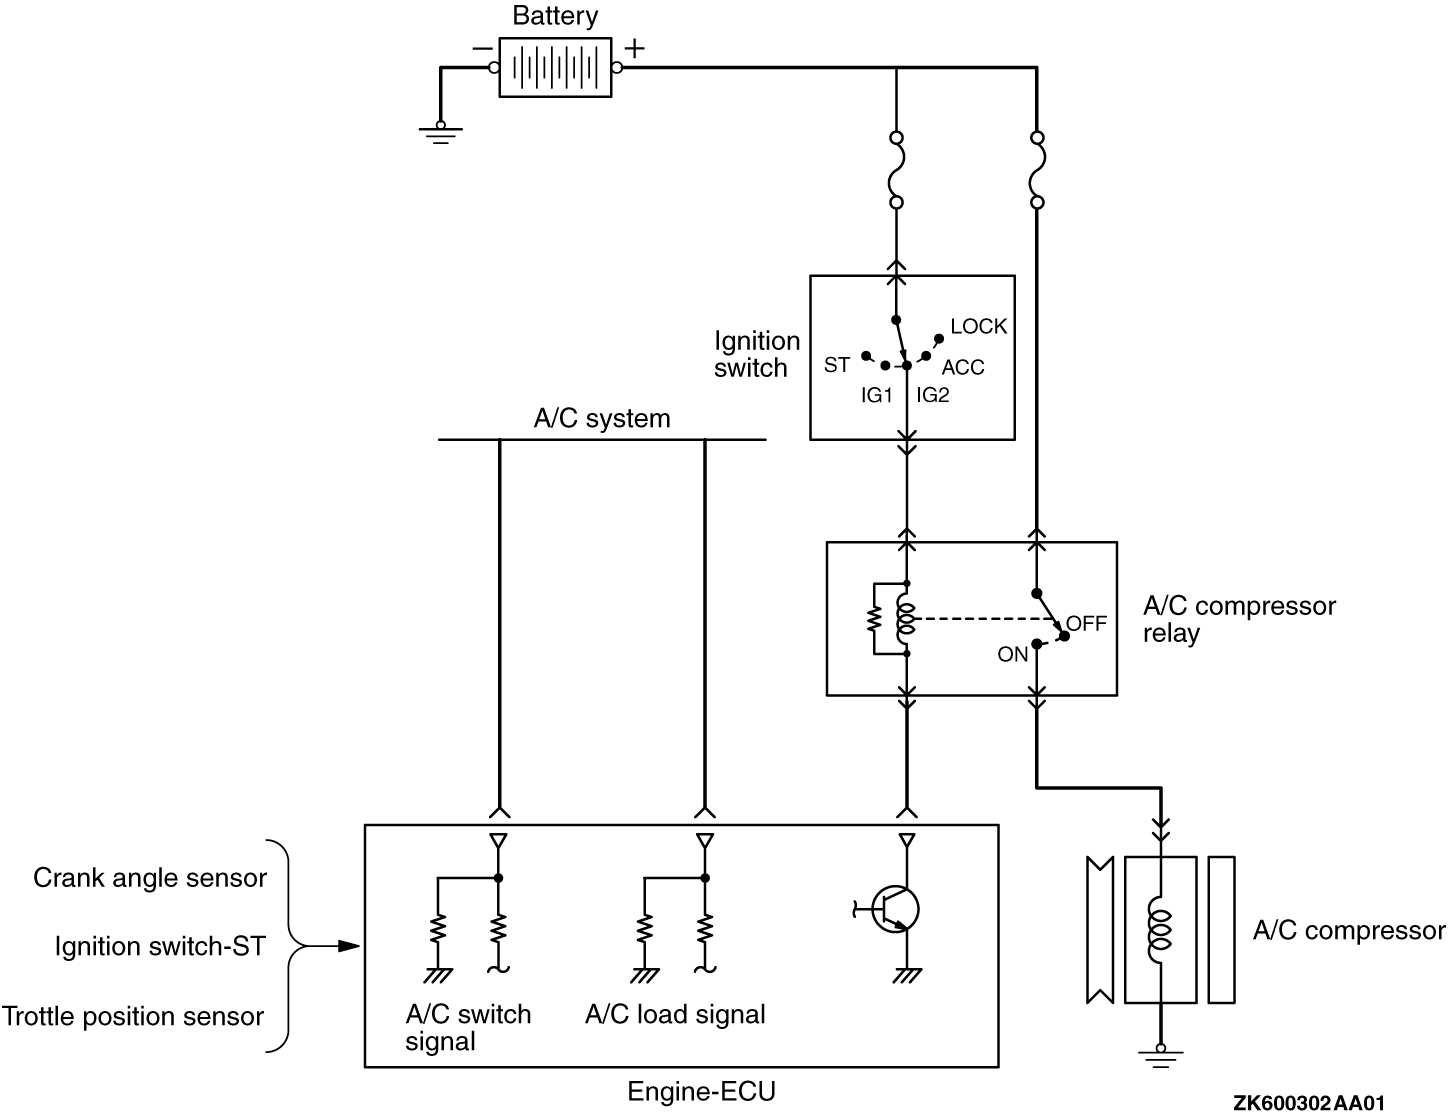 Battery
− +
Ignition
switch
LOCK
ST
ACC
IG1 IG2
A/C system
A/C compressor
relay
OFF
ON
Crank angle sensor
Ignition switch-ST
Trottle position sensor
A/C switch
signal
A/C load signal
A/C compressor
Engine-ECU
ZK600302AA01